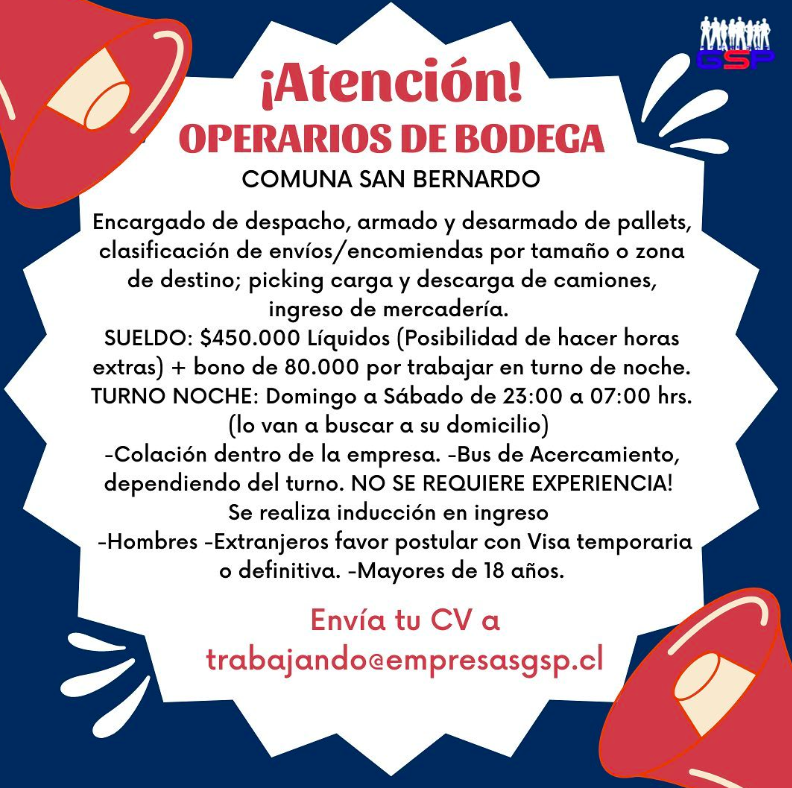 GSP
¡Atención!
OPERARIOS DE BODEGA
COMUNA SAN BERNARDO
Encargado de despacho, armado y desarmado de pallets,
clasificación de envíos/encomiendas por tamaño o zona
de destino; picking carga y descarga de camiones,
ingreso de mercadería.
SUELDO: $450.000 Líquidos (Posibilidad de hacer horas
extras) + bono de 80.000 por trabajar en turno de noche.
TURNO NOCHE: Domingo a Sábado de 23:00 a 07:00 hrs.
(lo van a buscar a su domicilio)
-Colación dentro de la empresa. -Bus de Acercamiento,
dependiendo del turno. NO SE REQUIERE EXPERIENCIA!
Se realiza inducción en ingreso
-Hombres -Extranjeros favor postular con Visa temporaria
o definitiva. -Mayores de 18 años.
Envía tu CV a
trabajando@empresasgsp.cl